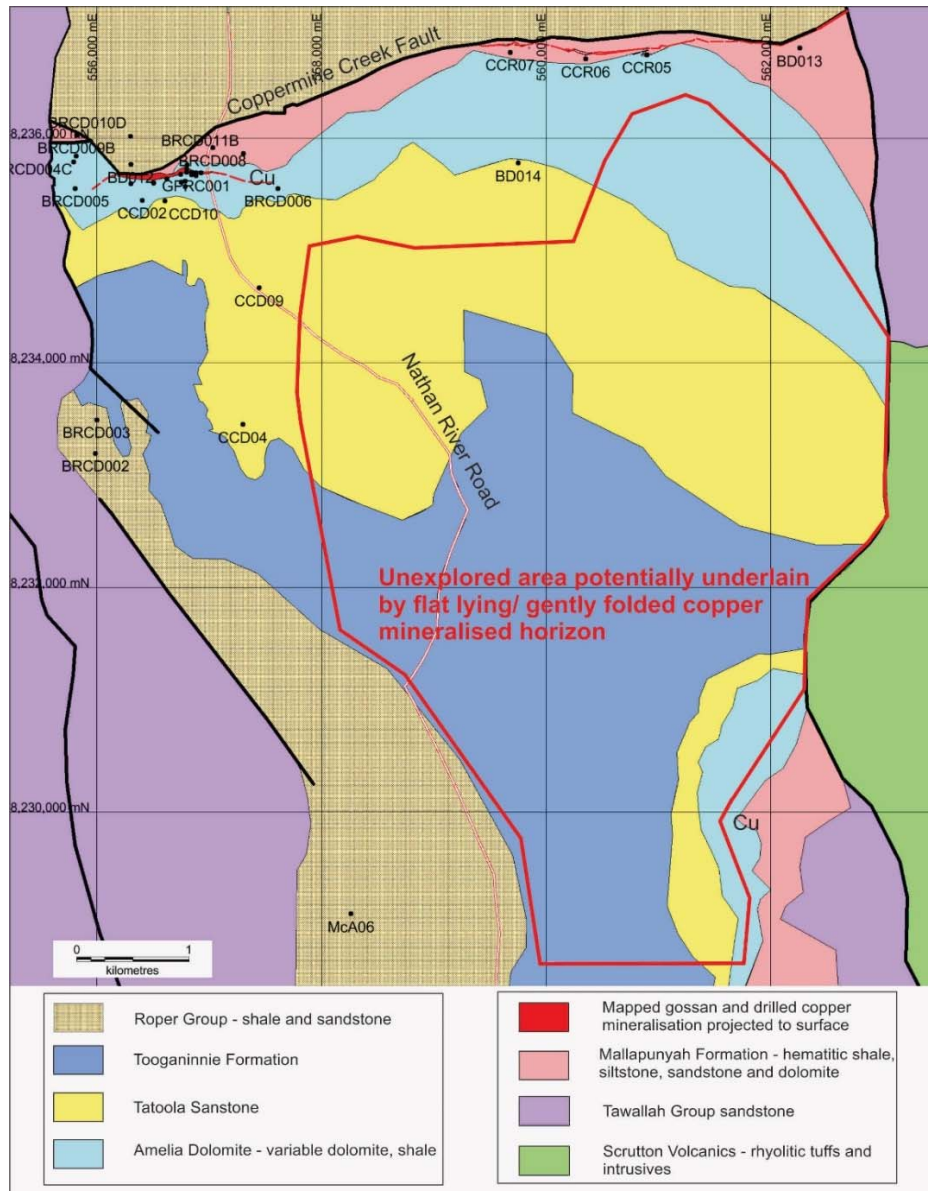 556,000 mE
558,000 mE
560,000 mE
562,000 mE
Coppermine Creek Fault
CCR07
CCR06
CCR05
BD013
BRCD010D
8,236,000 mN
BRCD009B
BRCD011B
BRCD004C
BRCD008
BD012
GPRC001
Cu
BD014
BRCD005
CCD02
CCD10
BRCD006
CCD09
8,234,000 mN
Nathan River Road
BRCD003
CCD04
BRCD002
8,232,000 mN
Unexplored area potentially underlain
by flat lying/ gently folded copper
mineralised horizon
8,230,000 mN
Cu
McA06
0 1
kilometres
Roper Group - shale and sandstone
Tooganinnie Formation
Tatoola Sanstone
Amelia Dolomite - variable dolomite, shale
Mapped gossan and drilled copper
mineralisation projected to surface
Mallapunyah Formation - hematitic shale,
siltstone, sandstone and dolomite
Tawallah Group sandstone
Scrutton Volcanics - rhyolitic tuffs and
intrusives